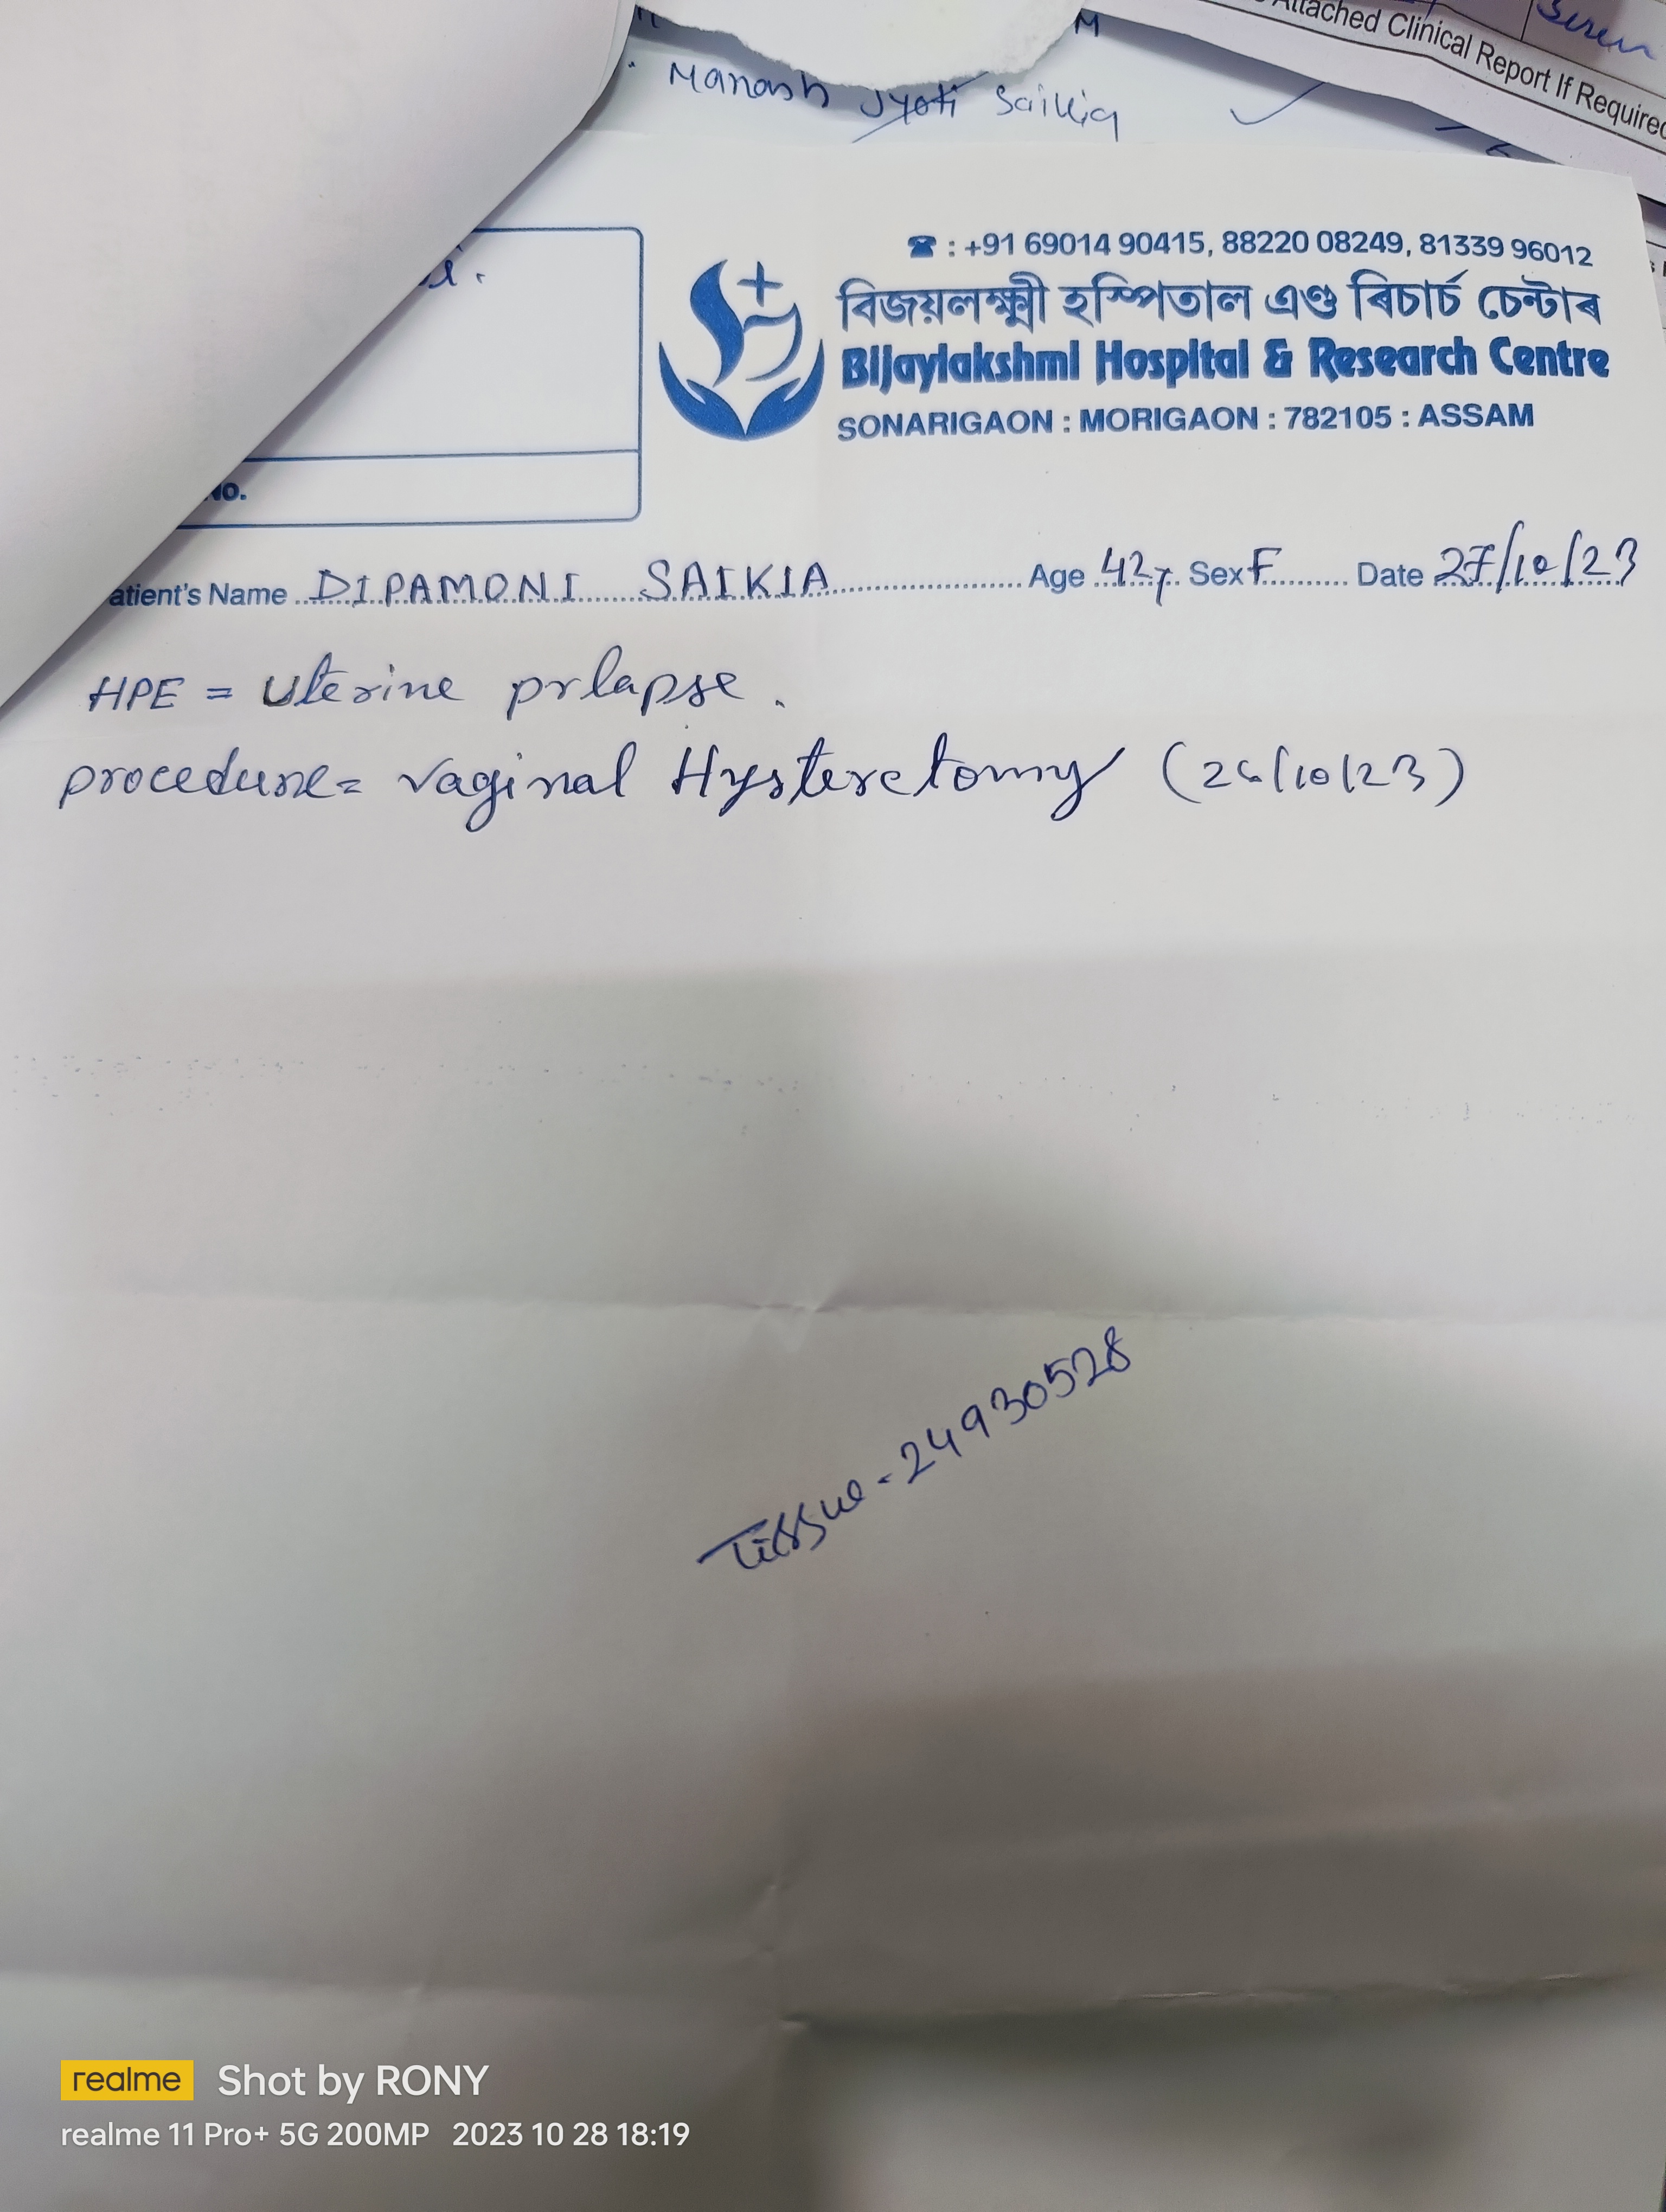 Attached Clinical Report If Required
Manash Jyoti Saikia
☎ : +91 69014 90415, 88220 08249, 81339 96012
বিজয়লক্ষ্মী হস্পিতাল এণ্ড ৰিচাৰ্চ চেন্টাৰ
Bijaylakshmi Hospital & Research Centre
SONARIGAON : MORIGAON : 782105 : ASSAM
No.
atient's Name DIPAMONI SAIKIA Age 42y Sex F Date 27/10/23
HPE = Uterine prlapse.
procedure= vaginal Hysterectomy (26/10/23)
Tissue - 24930528
realme Shot by RONY
realme 11 Pro+ 5G 200MP 2023 10 28 18:19